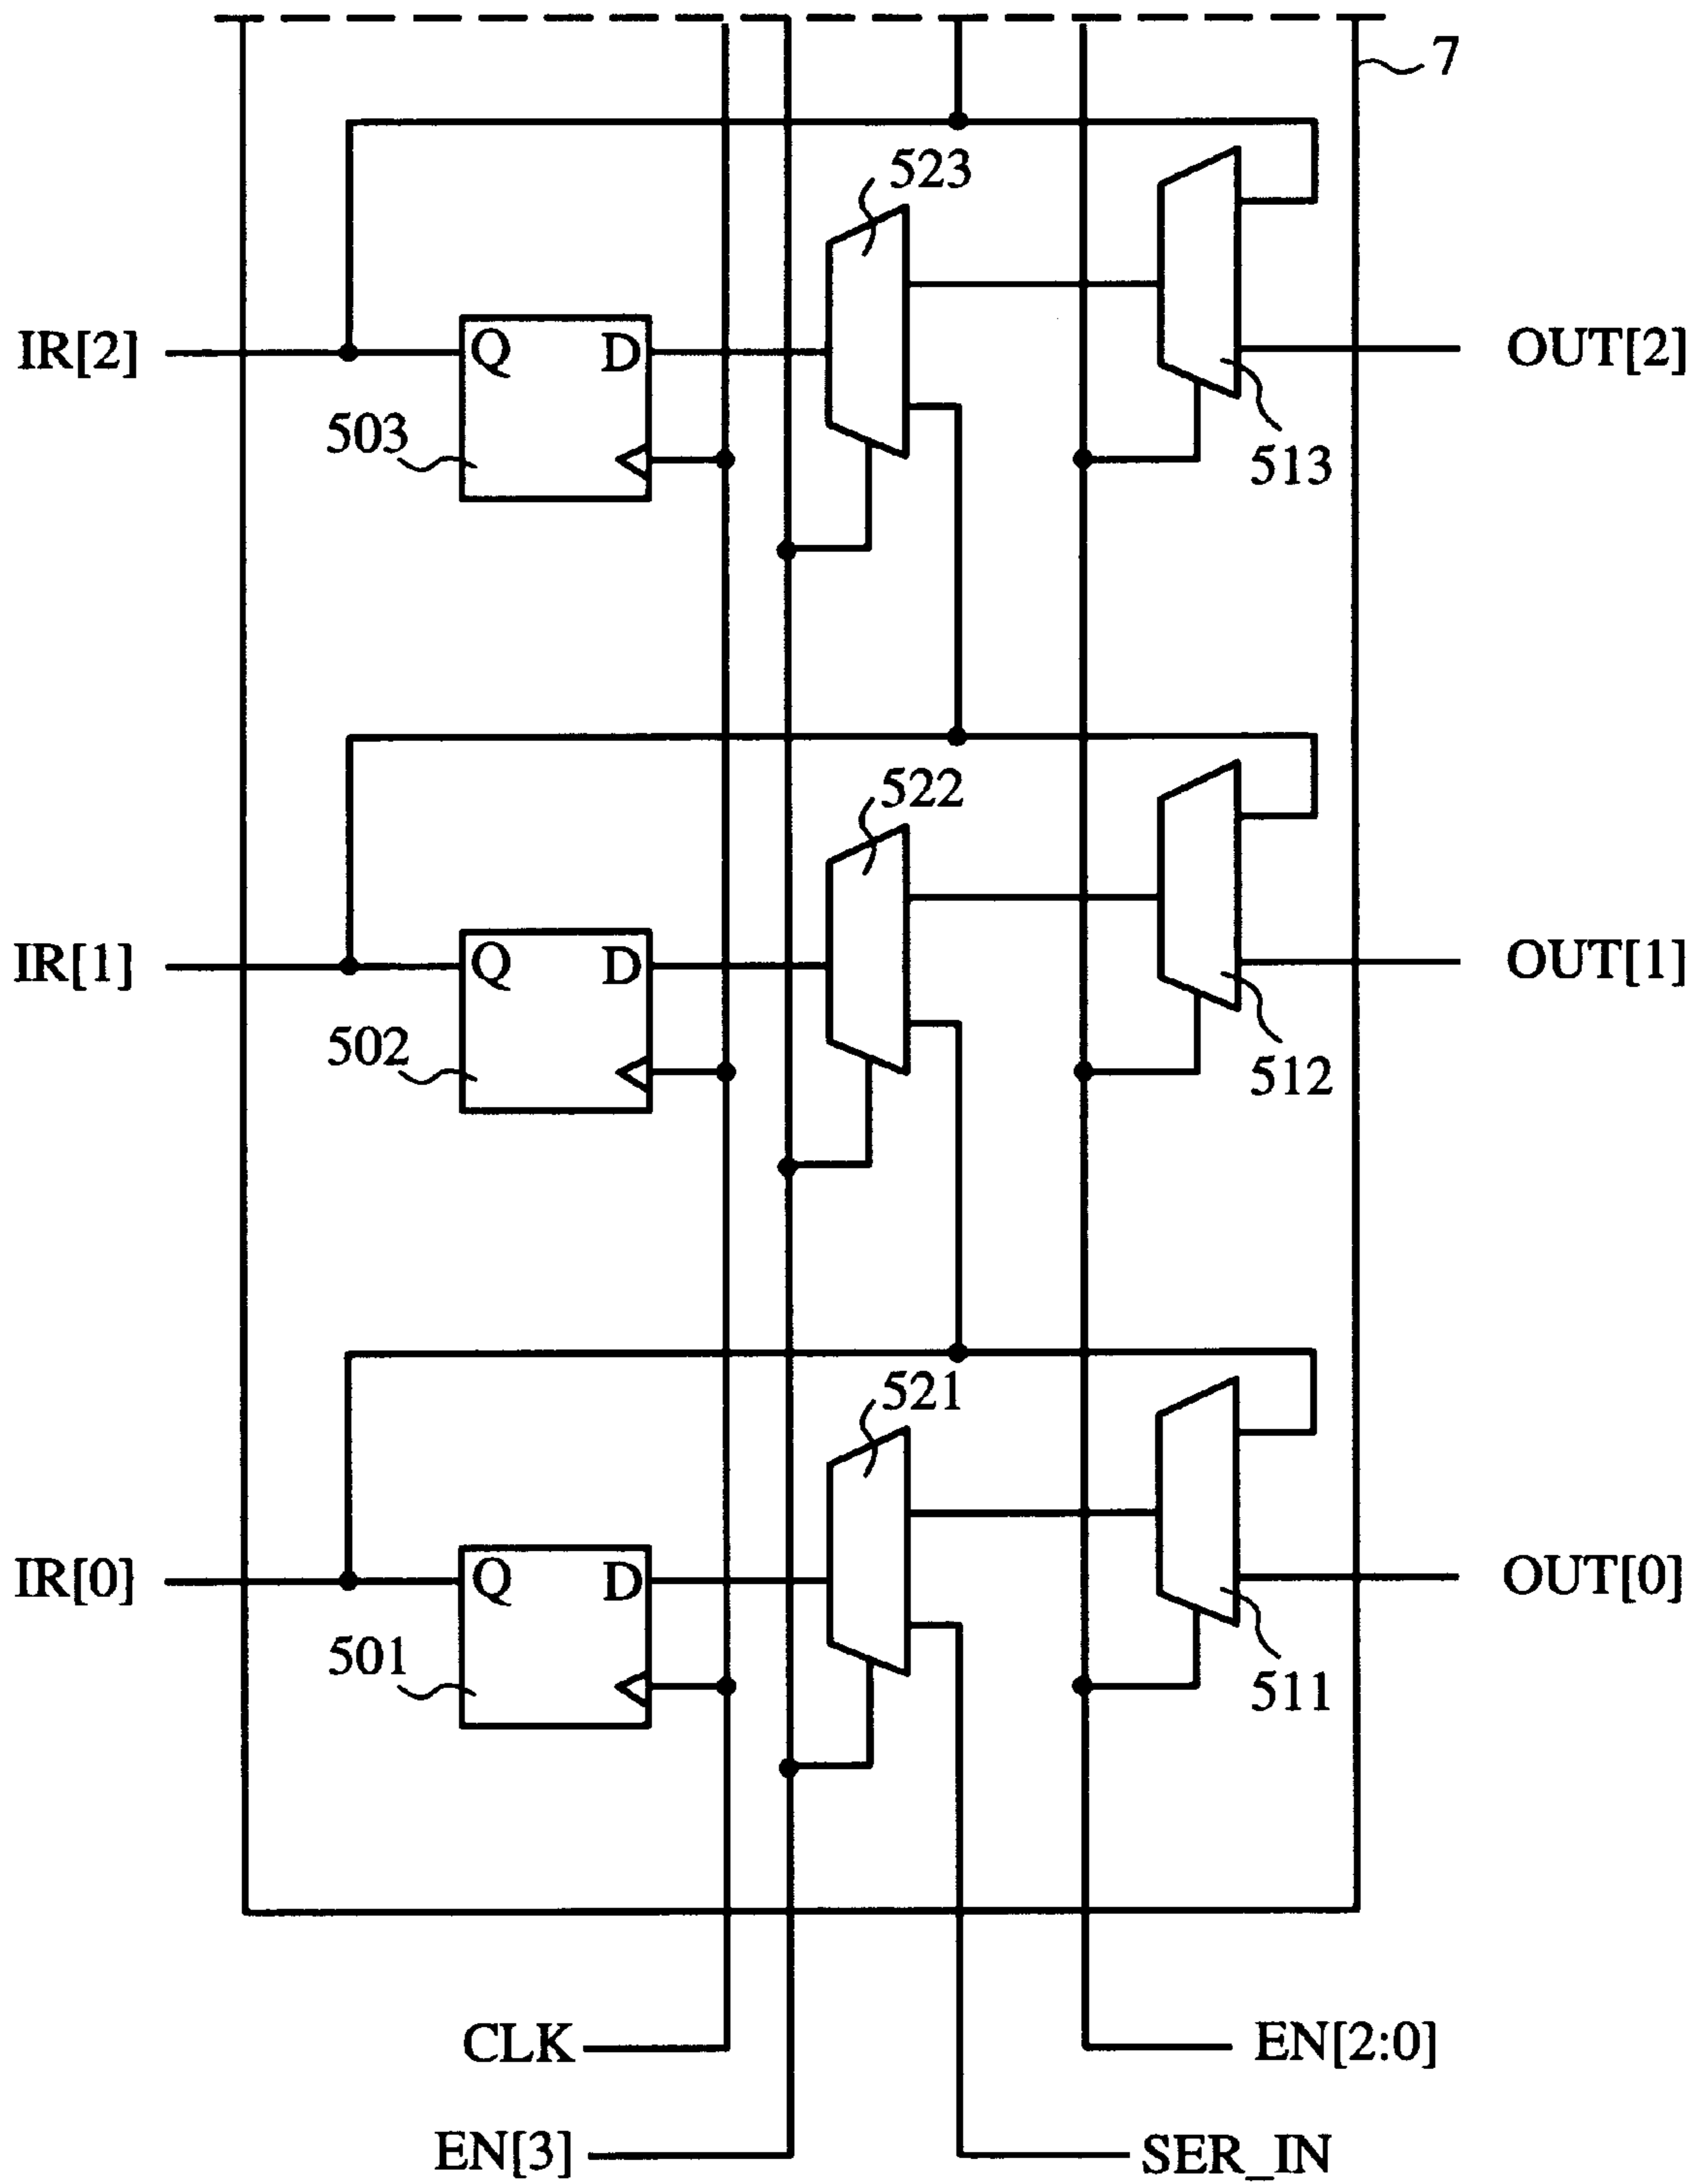 7
523
IR[2]
Q
D
OUT[2]
503
513
522
IR[1]
Q
D
OUT[1]
502
512
521
IR[0]
Q
D
OUT[0]
501
511
CLK
EN[2:0]
EN[3]
SER_IN